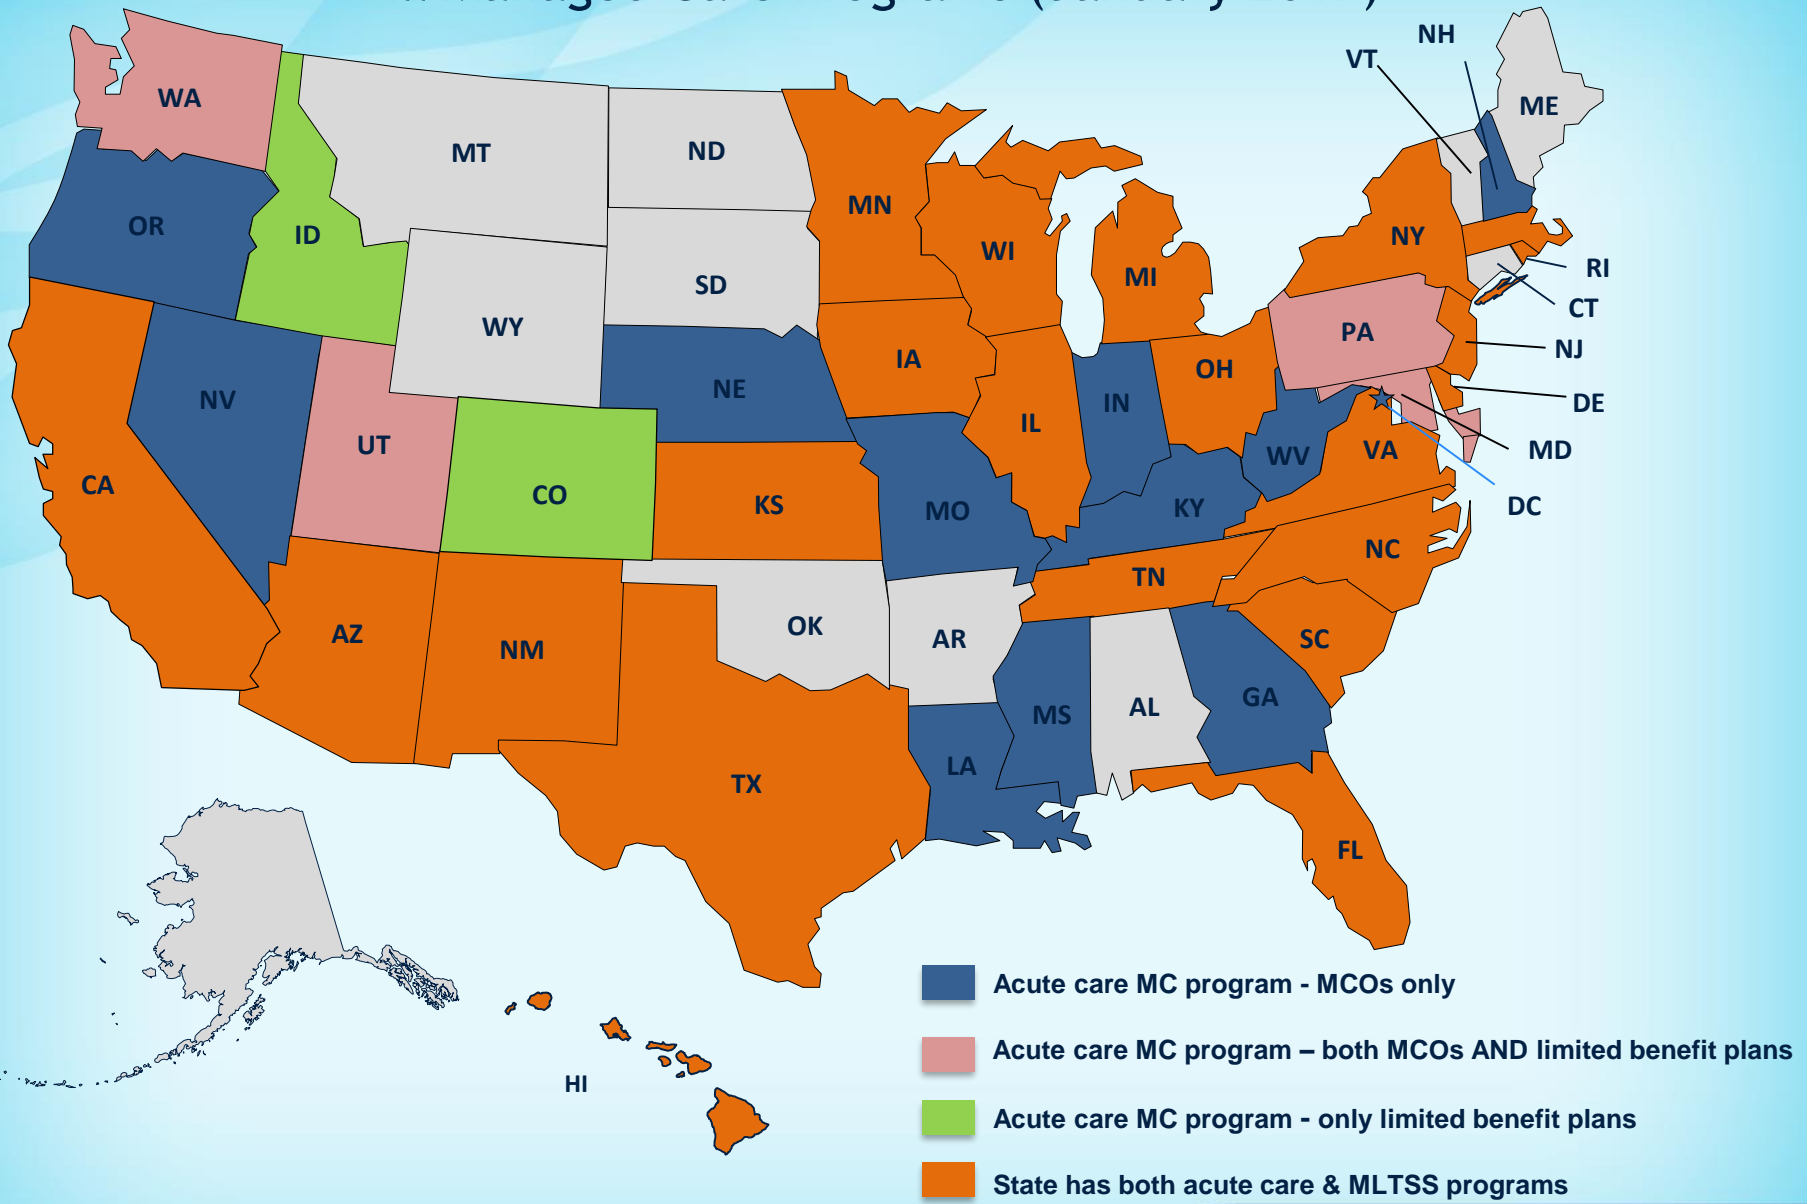 NH
VT
ME
WA
MT
ND
OR
MN
ID
WI
NY
SD
MI
RI
CT
WY
PA
NJ
IA
OH
NE
NV
IN
DE
IL
UT
WV
VA
MD
CA
CO
KS
MO
KY
DC
NC
TN
OK
AZ
AR
SC
NM
GA
AL
MS
LA
TX
FL
Acute care MC program - MCOs only
Acute care MC program – both MCOs AND limited benefit plans
HI
Acute care MC program - only limited benefit plans
State has both acute care & MLTSS programs